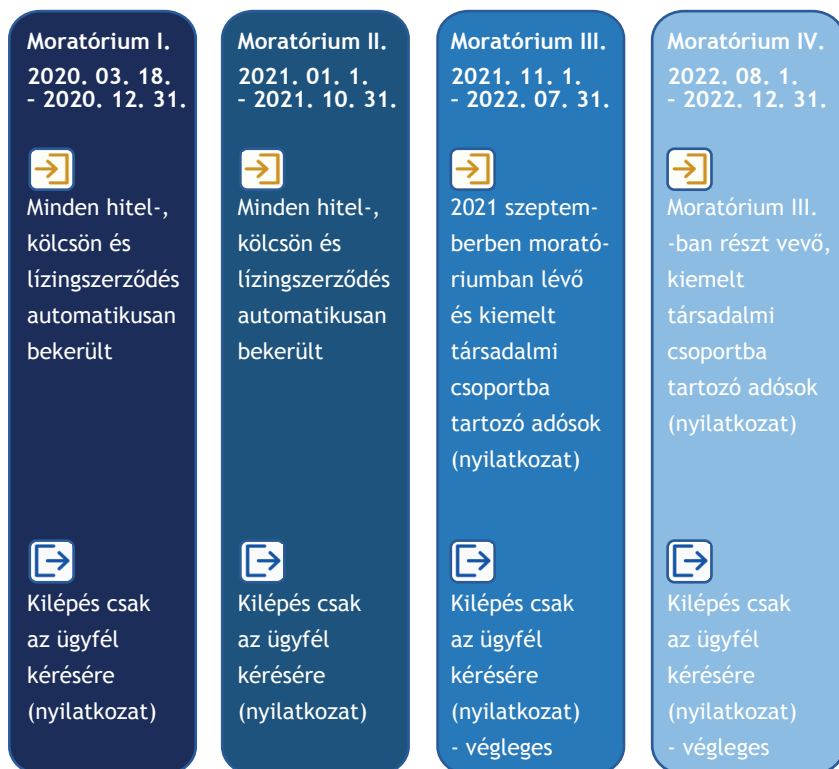 Moratórium I.
2020. 03. 18.
– 2020. 12. 31.
Minden hitel-,
kölcsön és
lízingszerződés
automatikusan
bekerült
Kilépés csak
az ügyfél
kérésére
(nyilatkozat)
Moratórium II.
2021. 01. 1.
– 2021. 10. 31.
Minden hitel-,
kölcsön és
lízingszerződés
automatikusan
bekerült
Kilépés csak
az ügyfél
kérésére
(nyilatkozat)
Moratórium III.
2021. 11. 1.
– 2022. 07. 31.
2021 szeptem-
berben morató-
riumban lévő
és kiemelt
társadalmi
csoportba
tartozó adósok
(nyilatkozat)
Kilépés csak
az ügyfél
kérésére
(nyilatkozat)
- végleges
Moratórium IV.
2022. 08. 1.
– 2022. 12. 31.
Moratórium III.
-ban részt vevő,
kiemelt
társadalmi
csoportba
tartozó adósok
(nyilatkozat)
Kilépés csak
az ügyfél
kérésére
(nyilatkozat)
- végleges